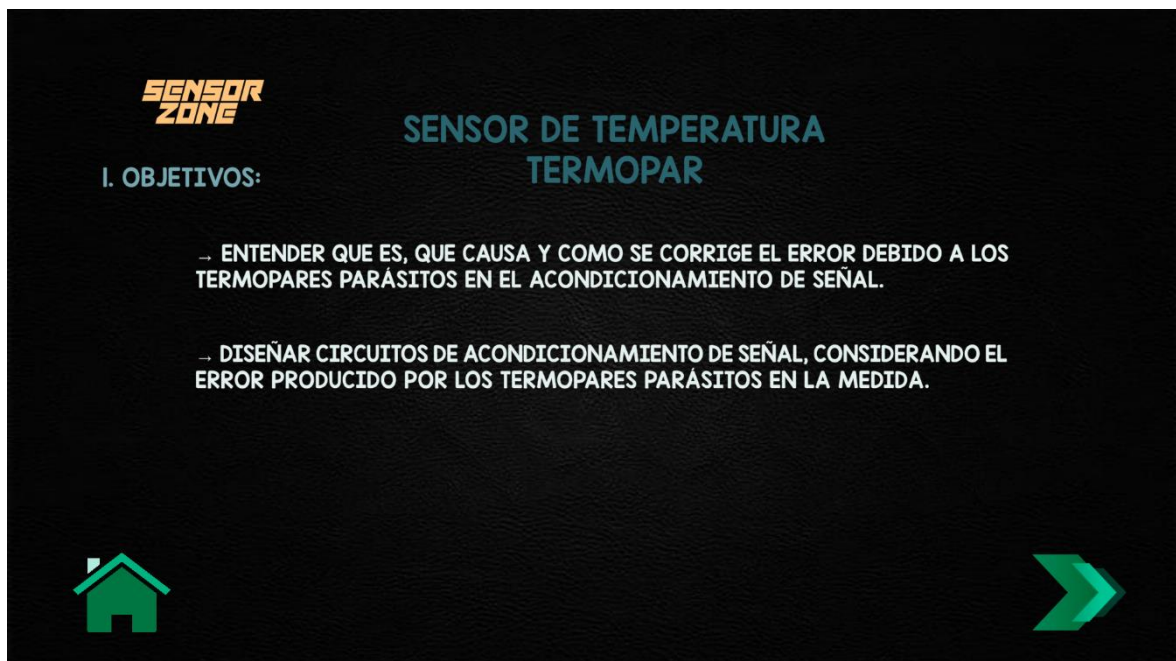 SENSOR
ZONE
SENSOR DE TEMPERATURA
TERMOPAR
I. OBJETIVOS:
→ ENTENDER QUE ES, QUE CAUSA Y COMO SE CORRIGE EL ERROR DEBIDO A LOS
TERMOPARES PARÁSITOS EN EL ACONDICIONAMIENTO DE SEÑAL.
→ DISEÑAR CIRCUITOS DE ACONDICIONAMIENTO DE SEÑAL, CONSIDERANDO EL
ERROR PRODUCIDO POR LOS TERMOPARES PARÁSITOS EN LA MEDIDA.